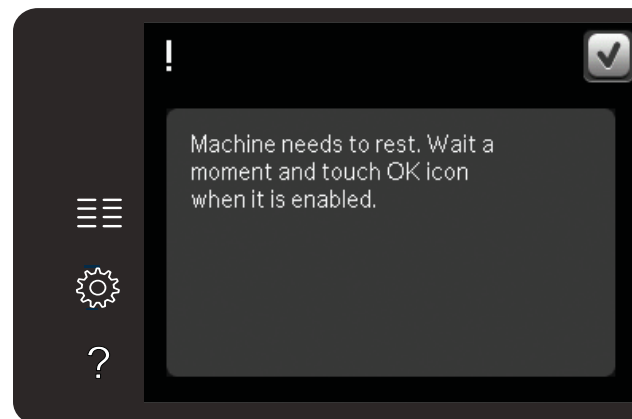 !
Machine needs to rest. Wait a
moment and touch OK icon
when it is enabled.
?